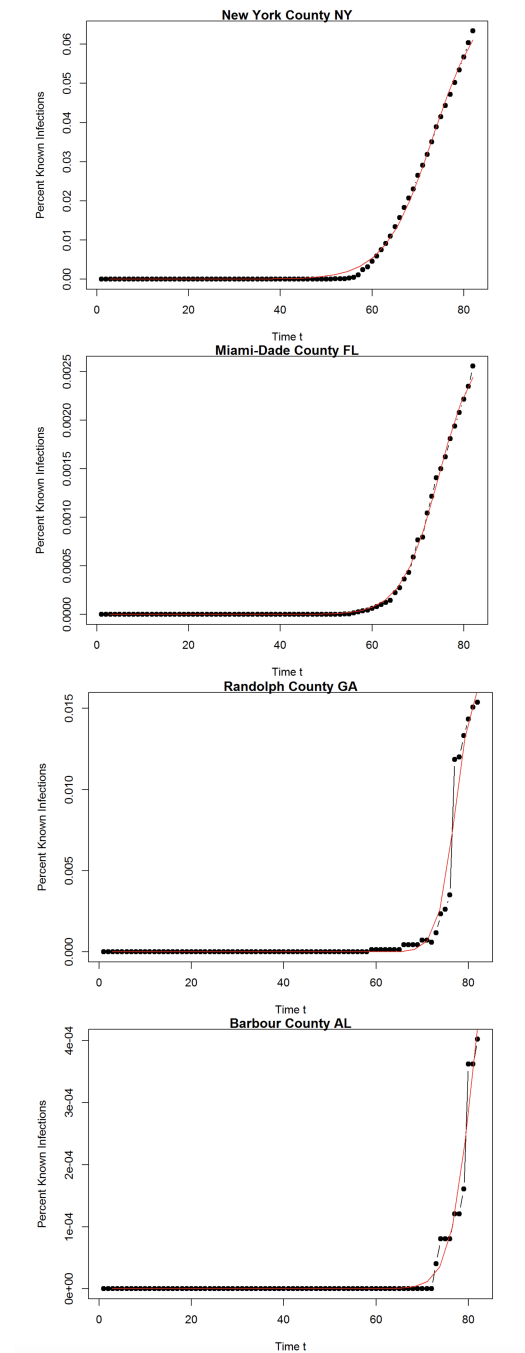 New York County NY
Percent Known Infections
0.00 0.01 0.02 0.03 0.04 0.05 0.06
0 20 40 60 80
Time t
Miami-Dade County FL
Percent Known Infections
0.0000 0.0005 0.0010 0.0015 0.0020 0.0025
0 20 40 60 80
Time t
Randolph County GA
Percent Known Infections
0.000 0.005 0.010 0.015
0 20 40 60 80
Time t
Barbour County AL
Percent Known Infections
0e+00 1e-04 2e-04 3e-04 4e-04
0 20 40 60 80
Time t